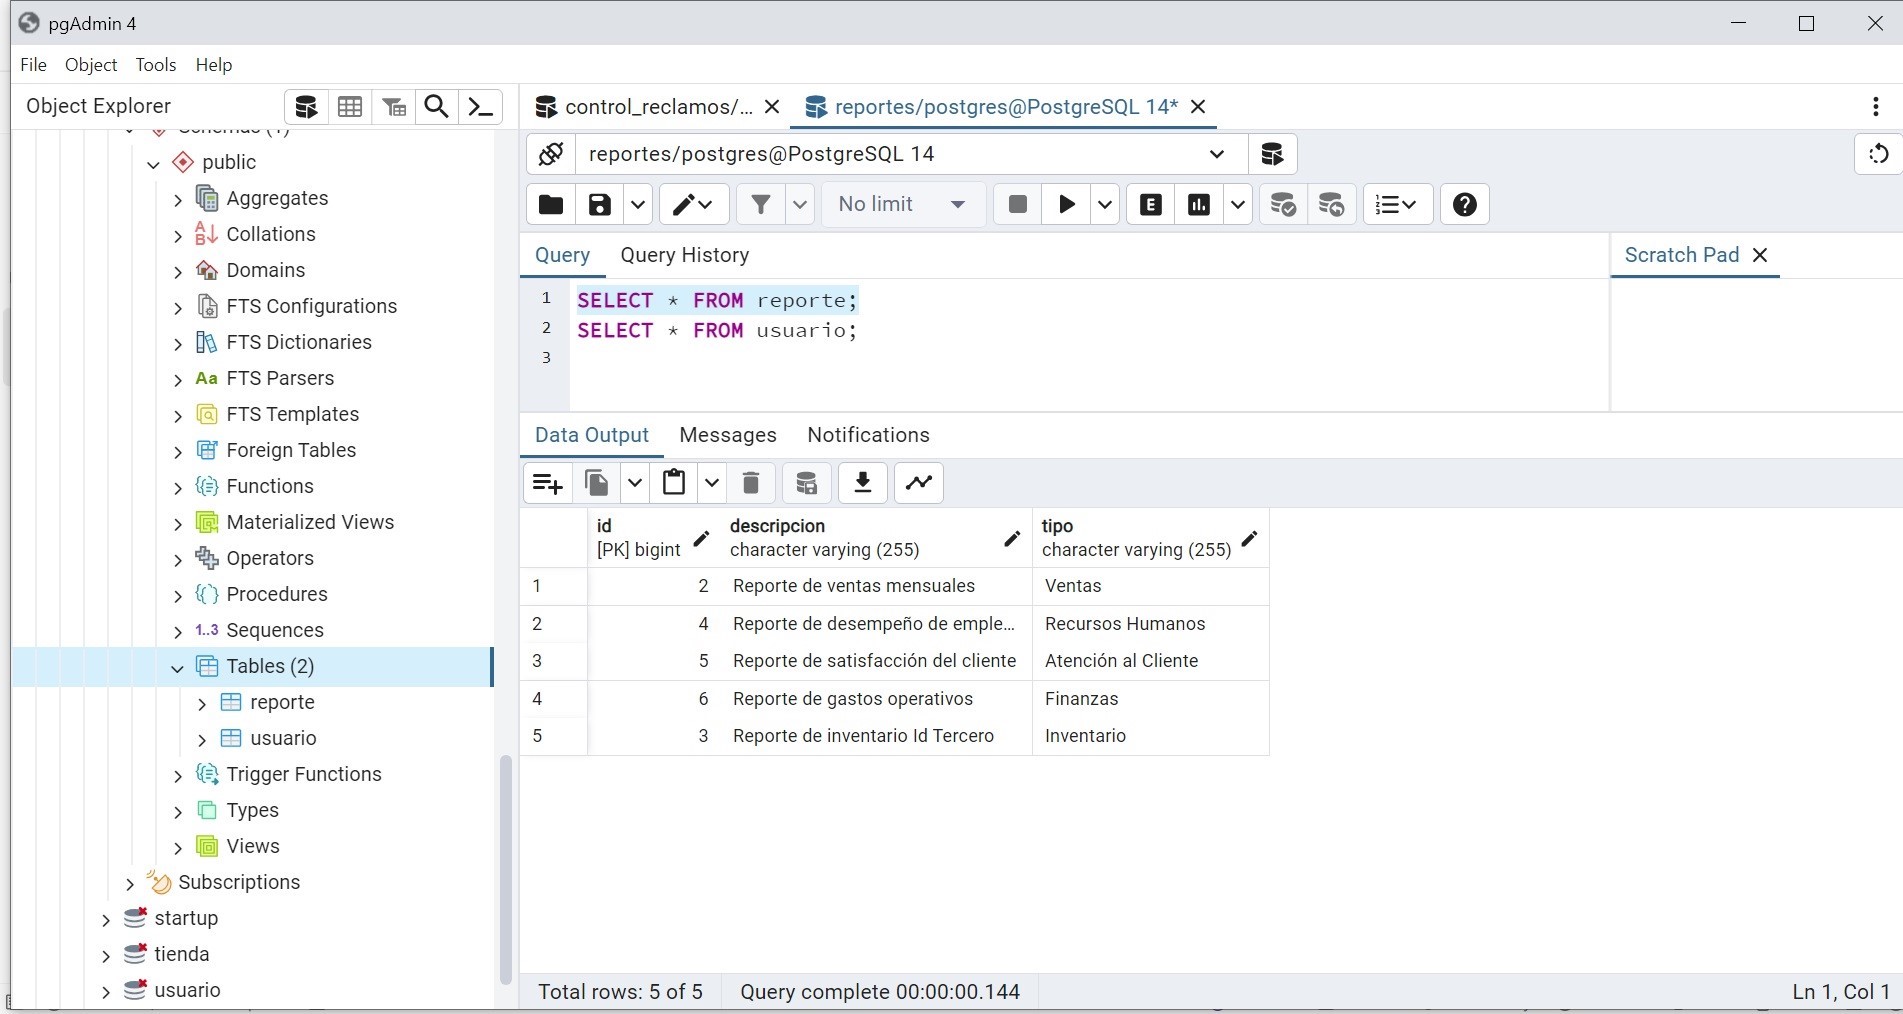 pgAdmin 4
File Object Tools Help
Object Explorer
control_reclamos/...
reportes/postgres@PostgreSQL 14*
Schemas (1)
public
Aggregates
Collations
Domains
FTS Configurations
FTS Dictionaries
Aa FTS Parsers
FTS Templates
Foreign Tables
Functions
Materialized Views
Operators
Procedures
1..3 Sequences
Tables (2)
reporte
usuario
Trigger Functions
Types
Views
Subscriptions
startup
tienda
usuario
reportes/postgres@PostgreSQL 14
No limit
E
Query Query History
Scratch Pad
1 SELECT * FROM reporte;
2 SELECT * FROM usuario;
3
Data Output Messages Notifications
id descripcion tipo
[PK] bigint character varying (255) character varying (255)
1 2 Reporte de ventas mensuales Ventas
2 4 Reporte de desempeño de emple... Recursos Humanos
3 5 Reporte de satisfacción del cliente Atención al Cliente
4 6 Reporte de gastos operativos Finanzas
5 3 Reporte de inventario Id Tercero Inventario
Total rows: 5 of 5 Query complete 00:00:00.144 Ln 1, Col 1